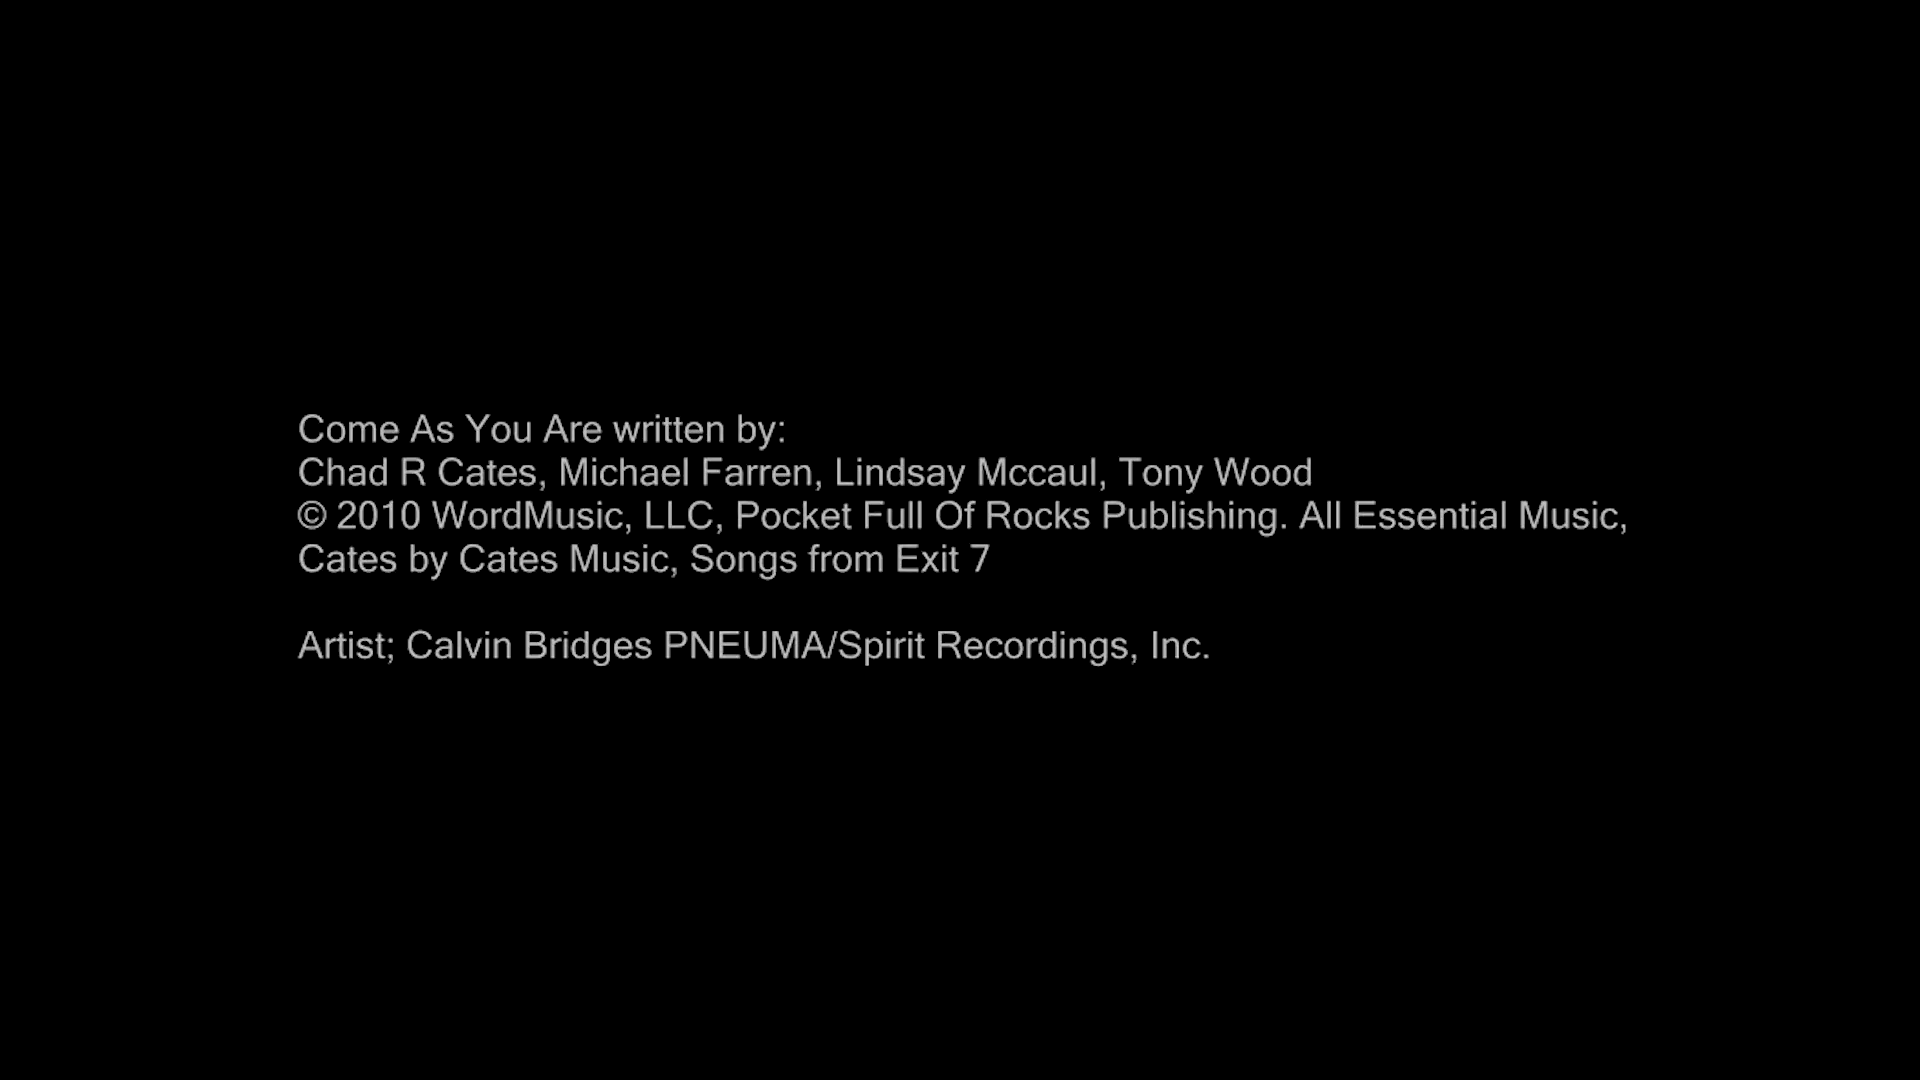 Come As You Are written by:
Chad R Cates, Michael Farren, Lindsay Mccaul, Tony Wood
© 2010 WordMusic, LLC, Pocket Full Of Rocks Publishing. All Essential Music,
Cates by Cates Music, Songs from Exit 7
Artist; Calvin Bridges PNEUMA/Spirit Recordings, Inc.